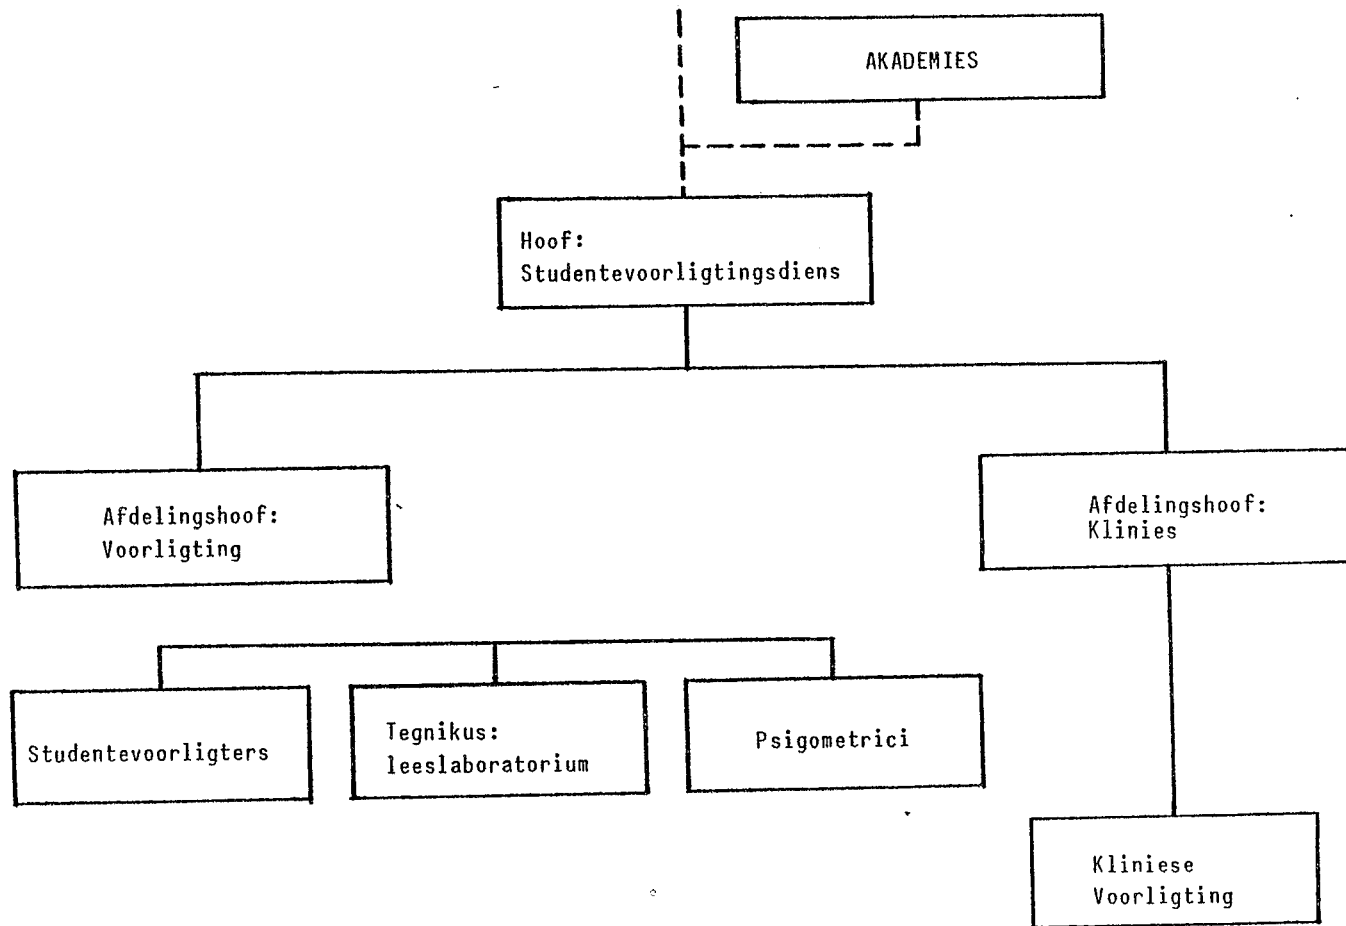 AKADEMIES
Hoof:
Studentevoorligtingsdiens
Afdelingshoof:
Voorligting
Afdelingshoof:
Klinies
Studentevoorligters
Tegnikus:
leeslaboratorium
Psigometrici
Kliniese
Voorligting